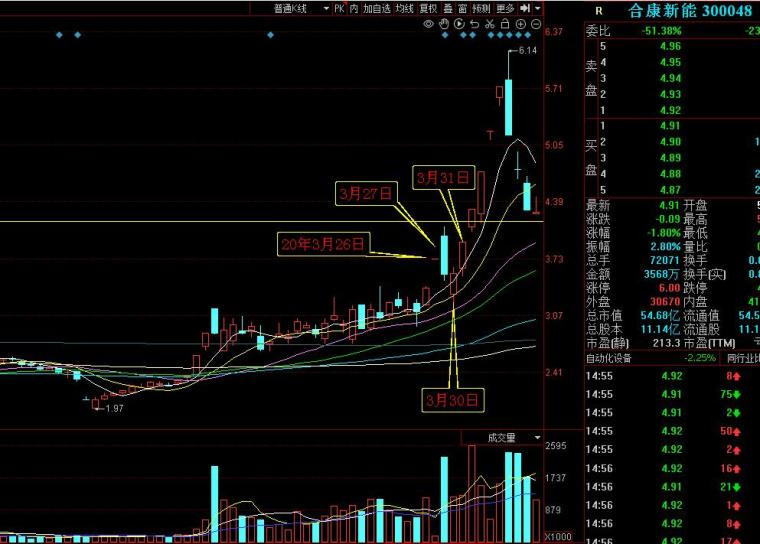 普通K线 PK 内 加自选 均线 复权 叠 窗 预测 更多
6.37
6.14
5.71
5.05
4.39
3.73
3.07
2.41
3月31日
3月27日
20年3月26日
3月30日
1.97
成交量
2595
1737
879
X1000
R 合康新能 300048
委比 -51.38% -23
卖盘
5 4.96
4 4.95
3 4.94
2 4.93
1 4.92
买盘
1 4.91
2 4.90 1
3 4.89
4 4.88 2
5 4.87 2
最新 4.91 开盘 5
涨跌 -0.09 最高 5
涨幅 -1.80% 最低 4
振幅 2.80% 量比 0
总手 72071 换手 0.
金额 3568万 换手(实) 0.
涨停 6.00 跌停 4
外盘 30670 内盘 41
总市值 54.68亿 流通值 54.5
总股本 11.14亿 流通股 11.1
市盈(静) 213.3 市盈(TTM)
自动化设备 -2.25% 同行业比
14:55 4.92 8
14:55 4.91 75
14:55 4.91 2
14:55 4.92 50
14:55 4.92 2
14:56 4.92 16
14:56 4.91 21
14:56 4.92 1
14:56 4.92 8
14:56 4.92 17